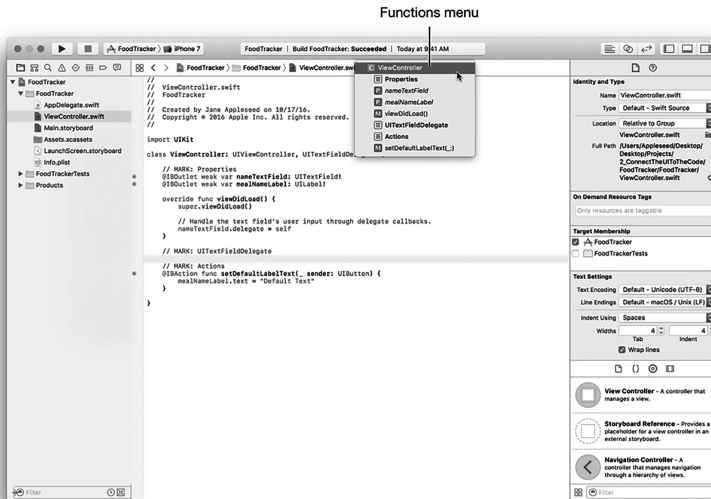 Functions menu
FoodTracker
iPhone 7
FoodTracker | Build FoodTracker: Succeeded | Today at 9:41 AM
FoodTracker
FoodTracker
AppDelegate.swift
ViewController.swift
Main.storyboard
Assets.xcassets
LaunchScreen.storyboard
Info.plist
FoodTrackerTests
Products
Filter
FoodTracker
FoodTracker
ViewController.swift
C ViewController
Properties
P nameTextField
P mealNameLabel
M viewDidLoad()
UITextFieldDelegate
Actions
M setDefaultLabelText(_:)
//
// ViewController.swift
// FoodTracker
//
// Created by Jane Appleseed on 10/17/16.
// Copyright © 2016 Apple Inc. All rights reserved.
//
import UIKit
class ViewController: UIViewController, UITextFieldDeleg
// MARK: Properties
@IBOutlet weak var nameTextField: UITextField!
@IBOutlet weak var mealNameLabel: UILabel!
override func viewDidLoad() {
super.viewDidLoad()
// Handle the text field's user input through delegate callbacks.
nameTextField.delegate = self
}
// MARK: UITextFieldDelegate
// MARK: Actions
@IBAction func setDefaultLabelText(_ sender: UIButton) {
mealNameLabel.text = "Default Text"
}
}
Identity and Type
Name ViewController.swift
Type Default - Swift Source
Location Relative to Group
ViewController.swift
Full Path /Users/Appleseed/Desktop/
Desktop/Projects/
2_ConnectTheUIToTheCode/
FoodTracker/FoodTracker/
ViewController.swift
On Demand Resource Tags
Only resources are taggable
Target Membership
FoodTracker
FoodTrackerTests
Text Settings
Text Encoding Default - Unicode (UTF-8)
Line Endings Default - macOS / Unix (LF)
Indent Using Spaces
Widths 4 4
Tab Indent
Wrap lines
View Controller - A controller that
manages a view.
Storyboard Reference - Provides a
placeholder for a view controller in an
external storyboard.
Navigation Controller - A
controller that manages navigation
through a hierarchy of views.
Filter